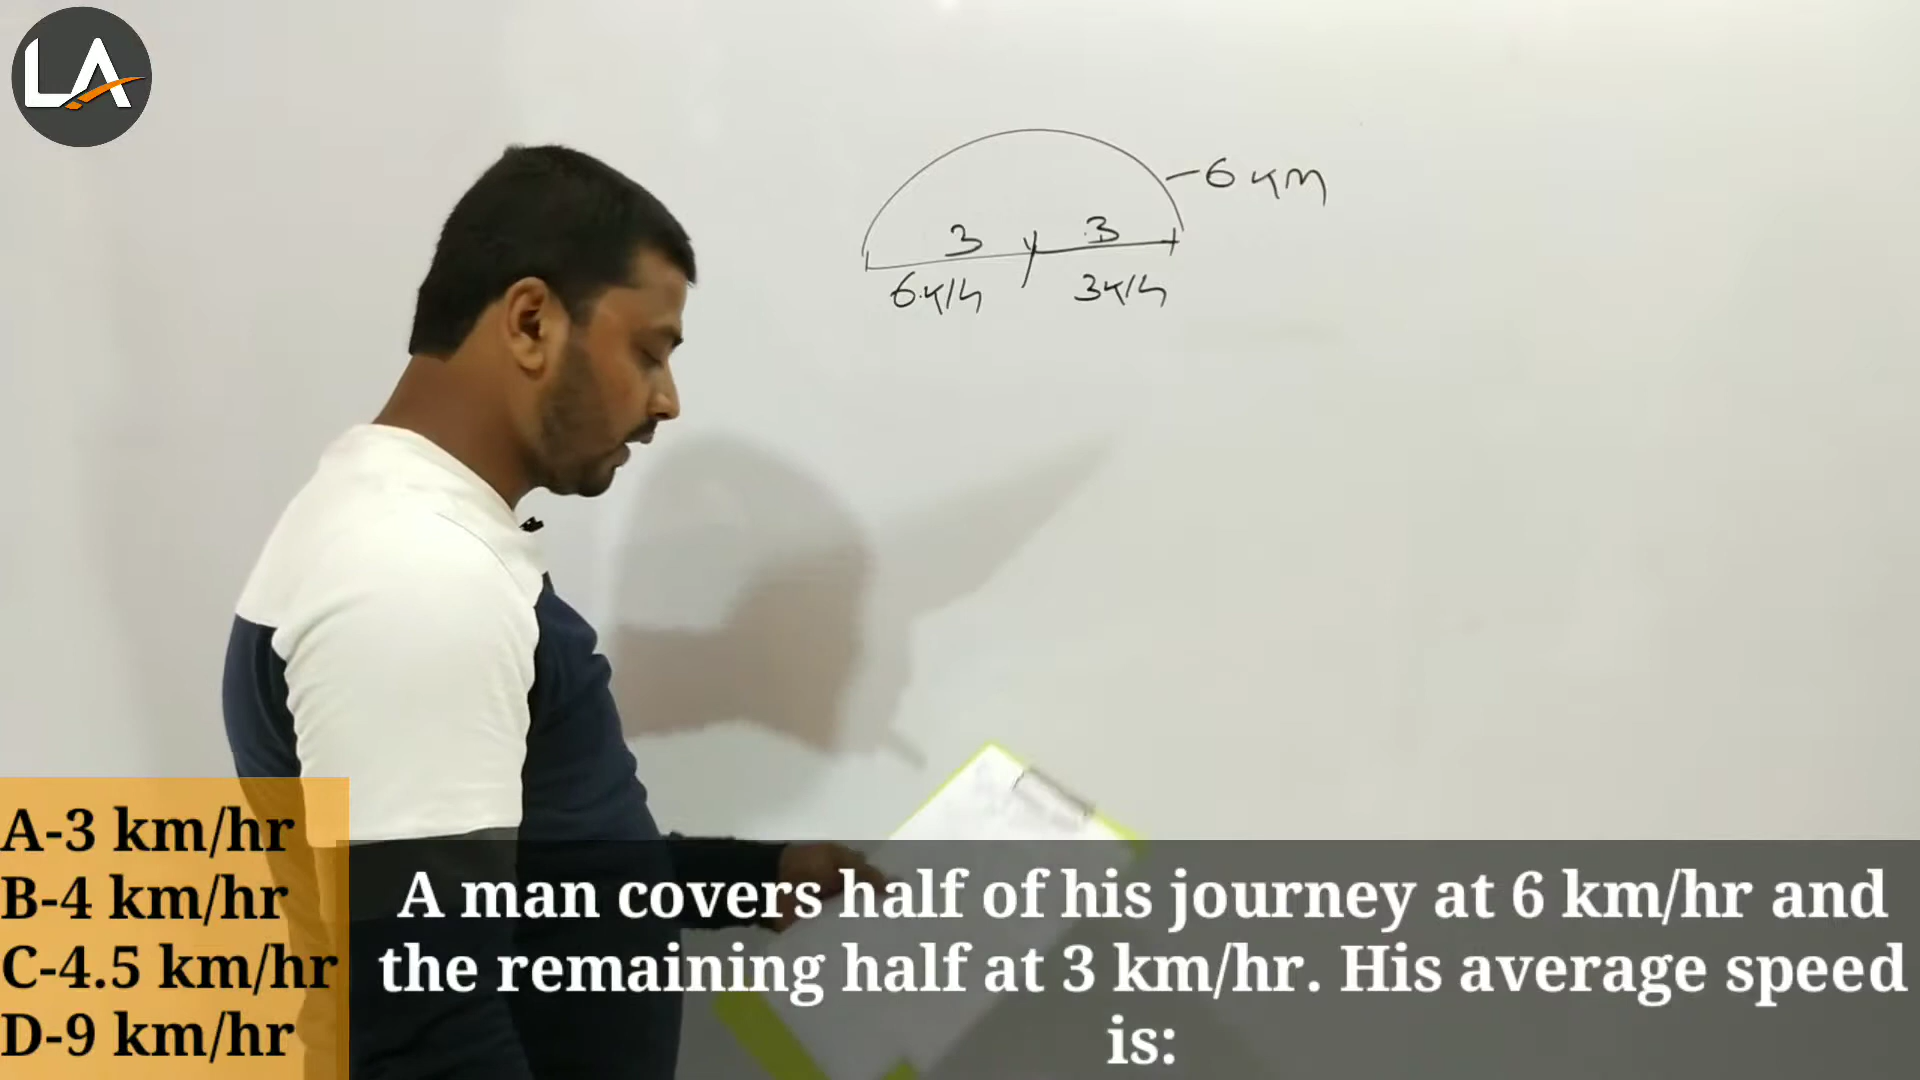 LA
6 KM
3 3
6K/h 3K/h
A-3 km/hr
B-4 km/hr
C-4.5 km/hr
D-9 km/hr
A man covers half of his journey at 6 km/hr and
the remaining half at 3 km/hr. His average speed
is: